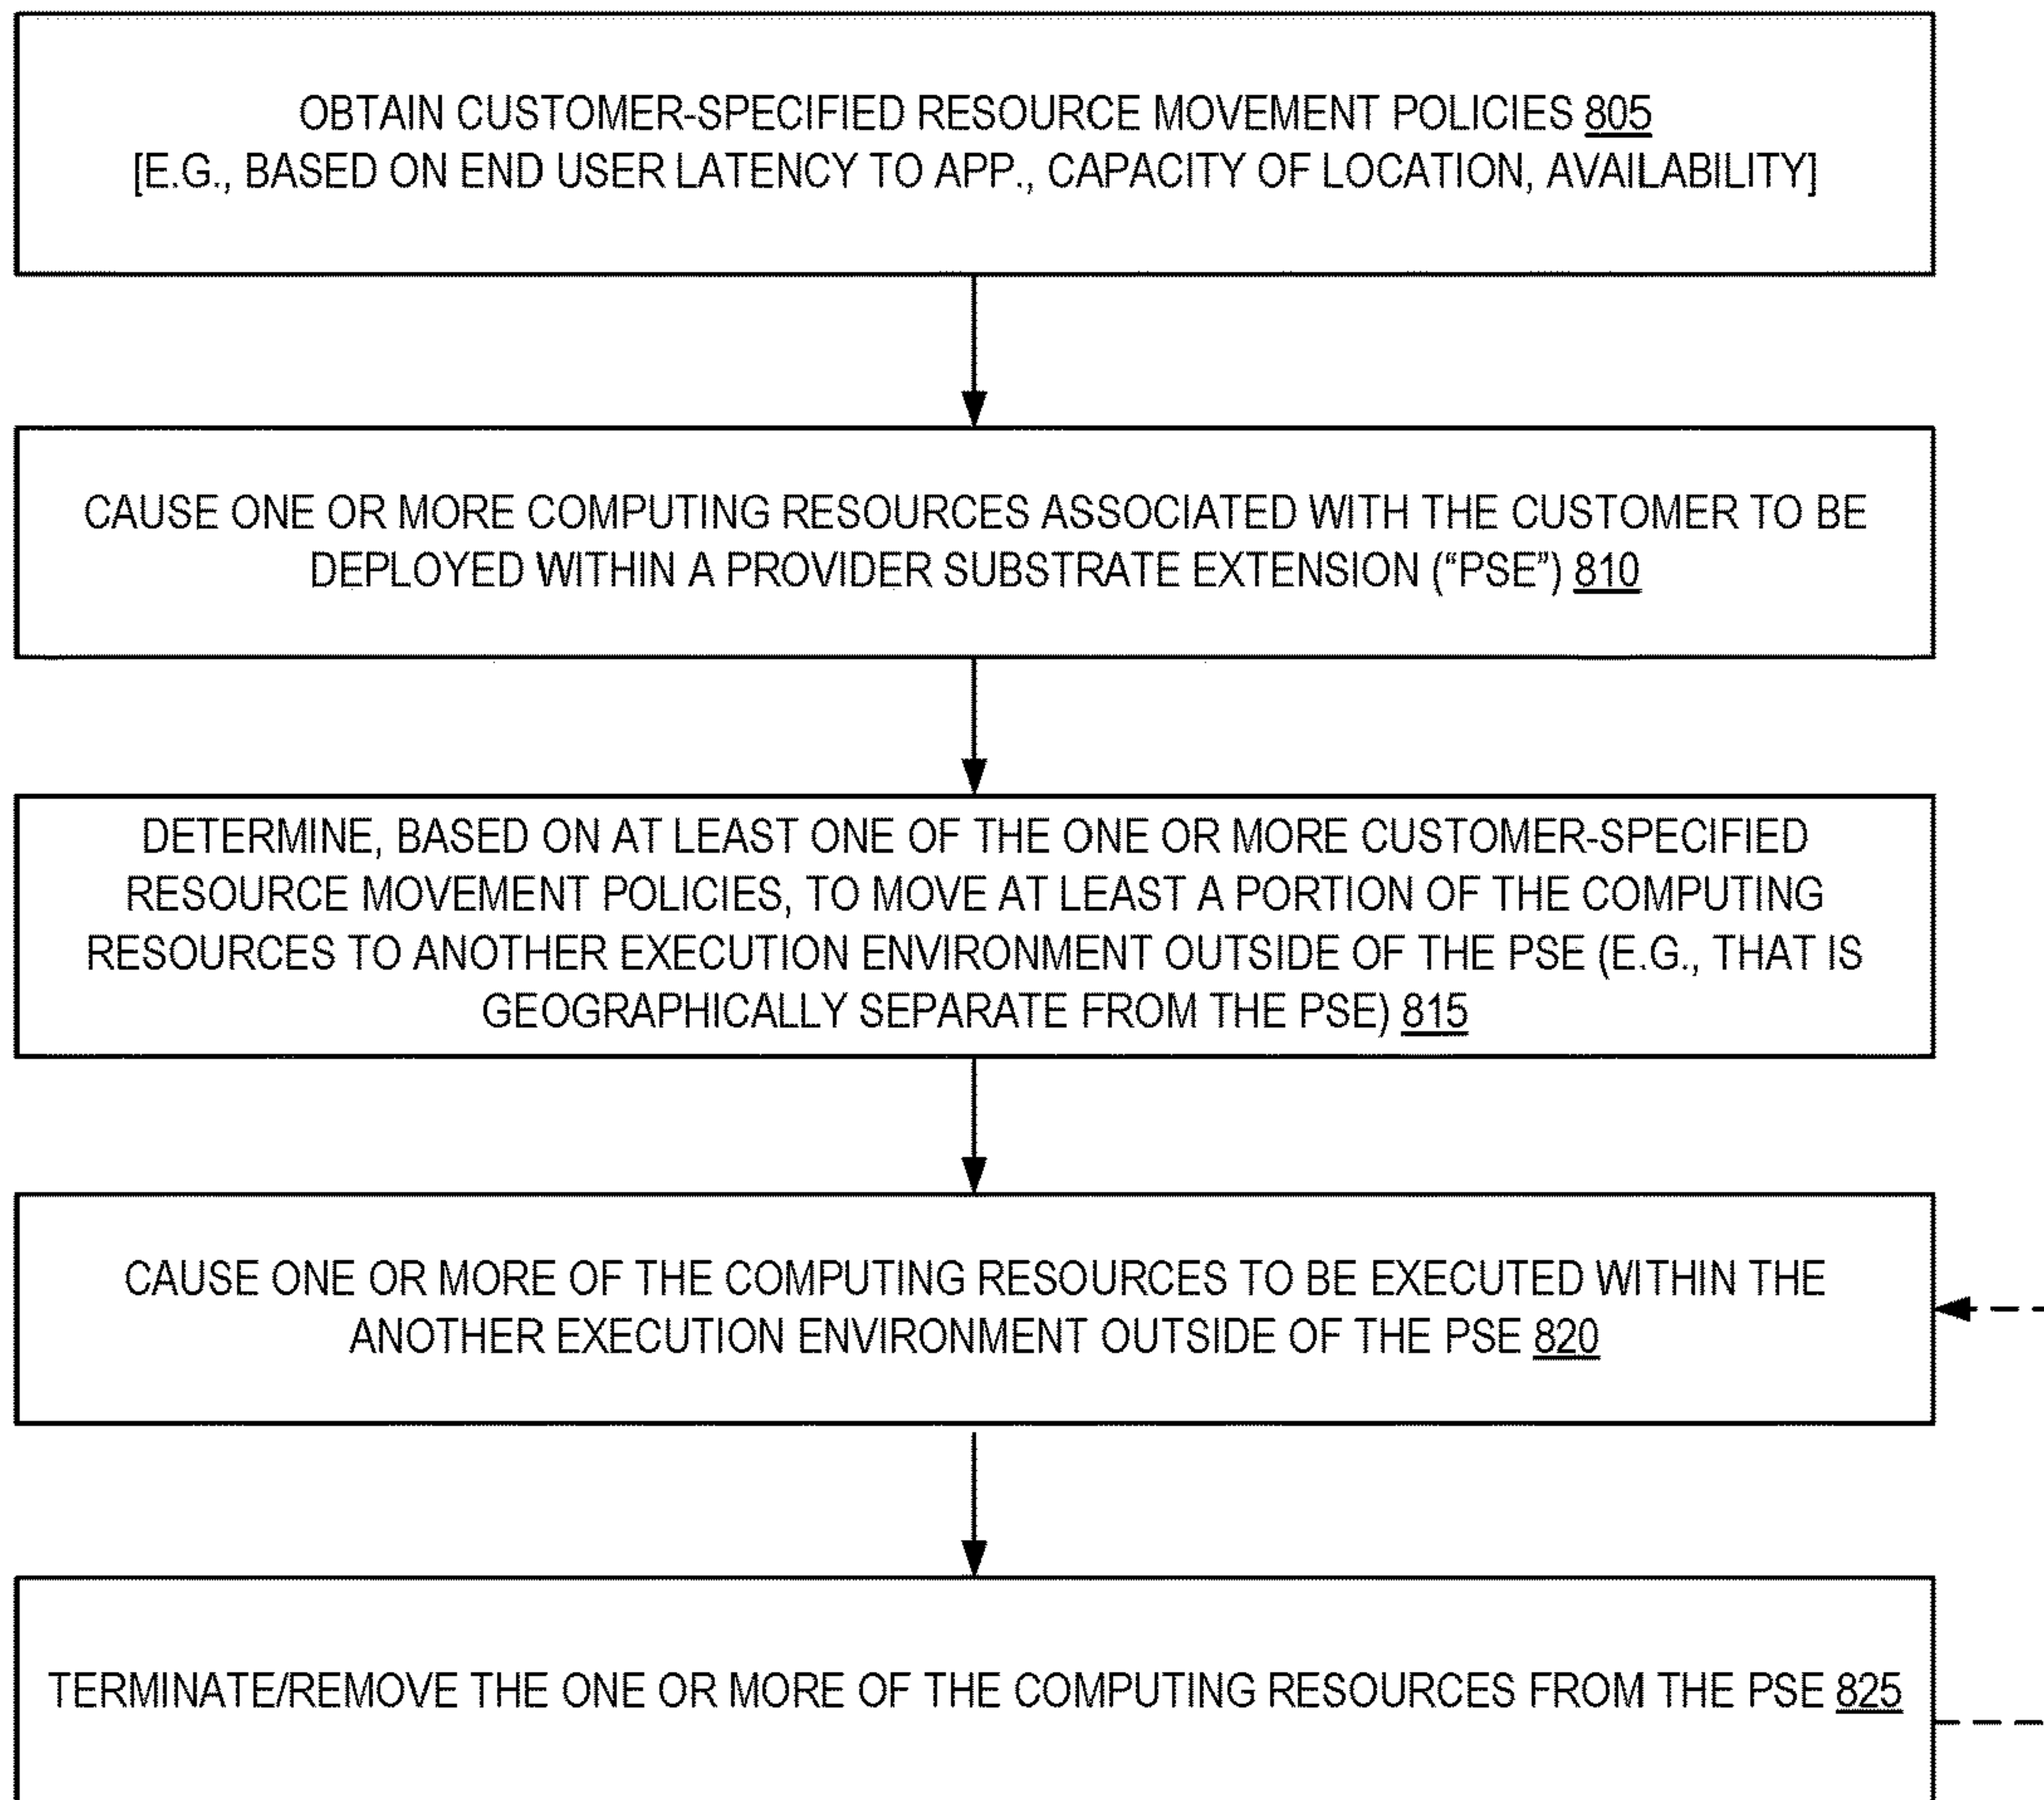 OBTAIN CUSTOMER-SPECIFIED RESOURCE MOVEMENT POLICIES 805
[E.G., BASED ON END USER LATENCY TO APP., CAPACITY OF LOCATION, AVAILABILITY]
CAUSE ONE OR MORE COMPUTING RESOURCES ASSOCIATED WITH THE CUSTOMER TO BE
DEPLOYED WITHIN A PROVIDER SUBSTRATE EXTENSION (“PSE”) 810
DETERMINE, BASED ON AT LEAST ONE OF THE ONE OR MORE CUSTOMER-SPECIFIED
RESOURCE MOVEMENT POLICIES, TO MOVE AT LEAST A PORTION OF THE COMPUTING
RESOURCES TO ANOTHER EXECUTION ENVIRONMENT OUTSIDE OF THE PSE (E.G., THAT IS
GEOGRAPHICALLY SEPARATE FROM THE PSE) 815
CAUSE ONE OR MORE OF THE COMPUTING RESOURCES TO BE EXECUTED WITHIN THE
ANOTHER EXECUTION ENVIRONMENT OUTSIDE OF THE PSE 820
TERMINATE/REMOVE THE ONE OR MORE OF THE COMPUTING RESOURCES FROM THE PSE 825